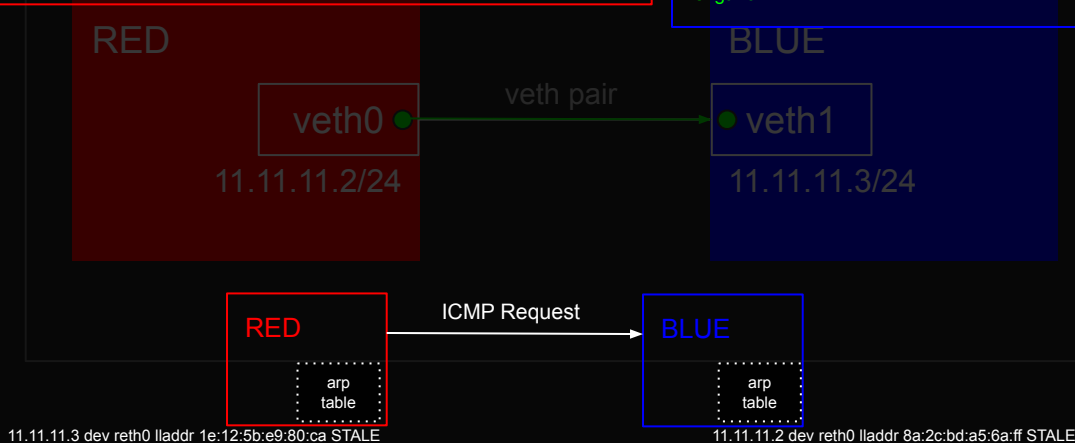 RED
BLUE
veth pair
veth0
veth1
11.11.11.2/24
11.11.11.3/24
ICMP Request
RED
BLUE
arp
table
arp
table
11.11.11.3 dev reth0 lladdr 1e:12:5b:e9:80:ca STALE
11.11.11.2 dev reth0 lladdr 8a:2c:bd:a5:6a:ff STALE